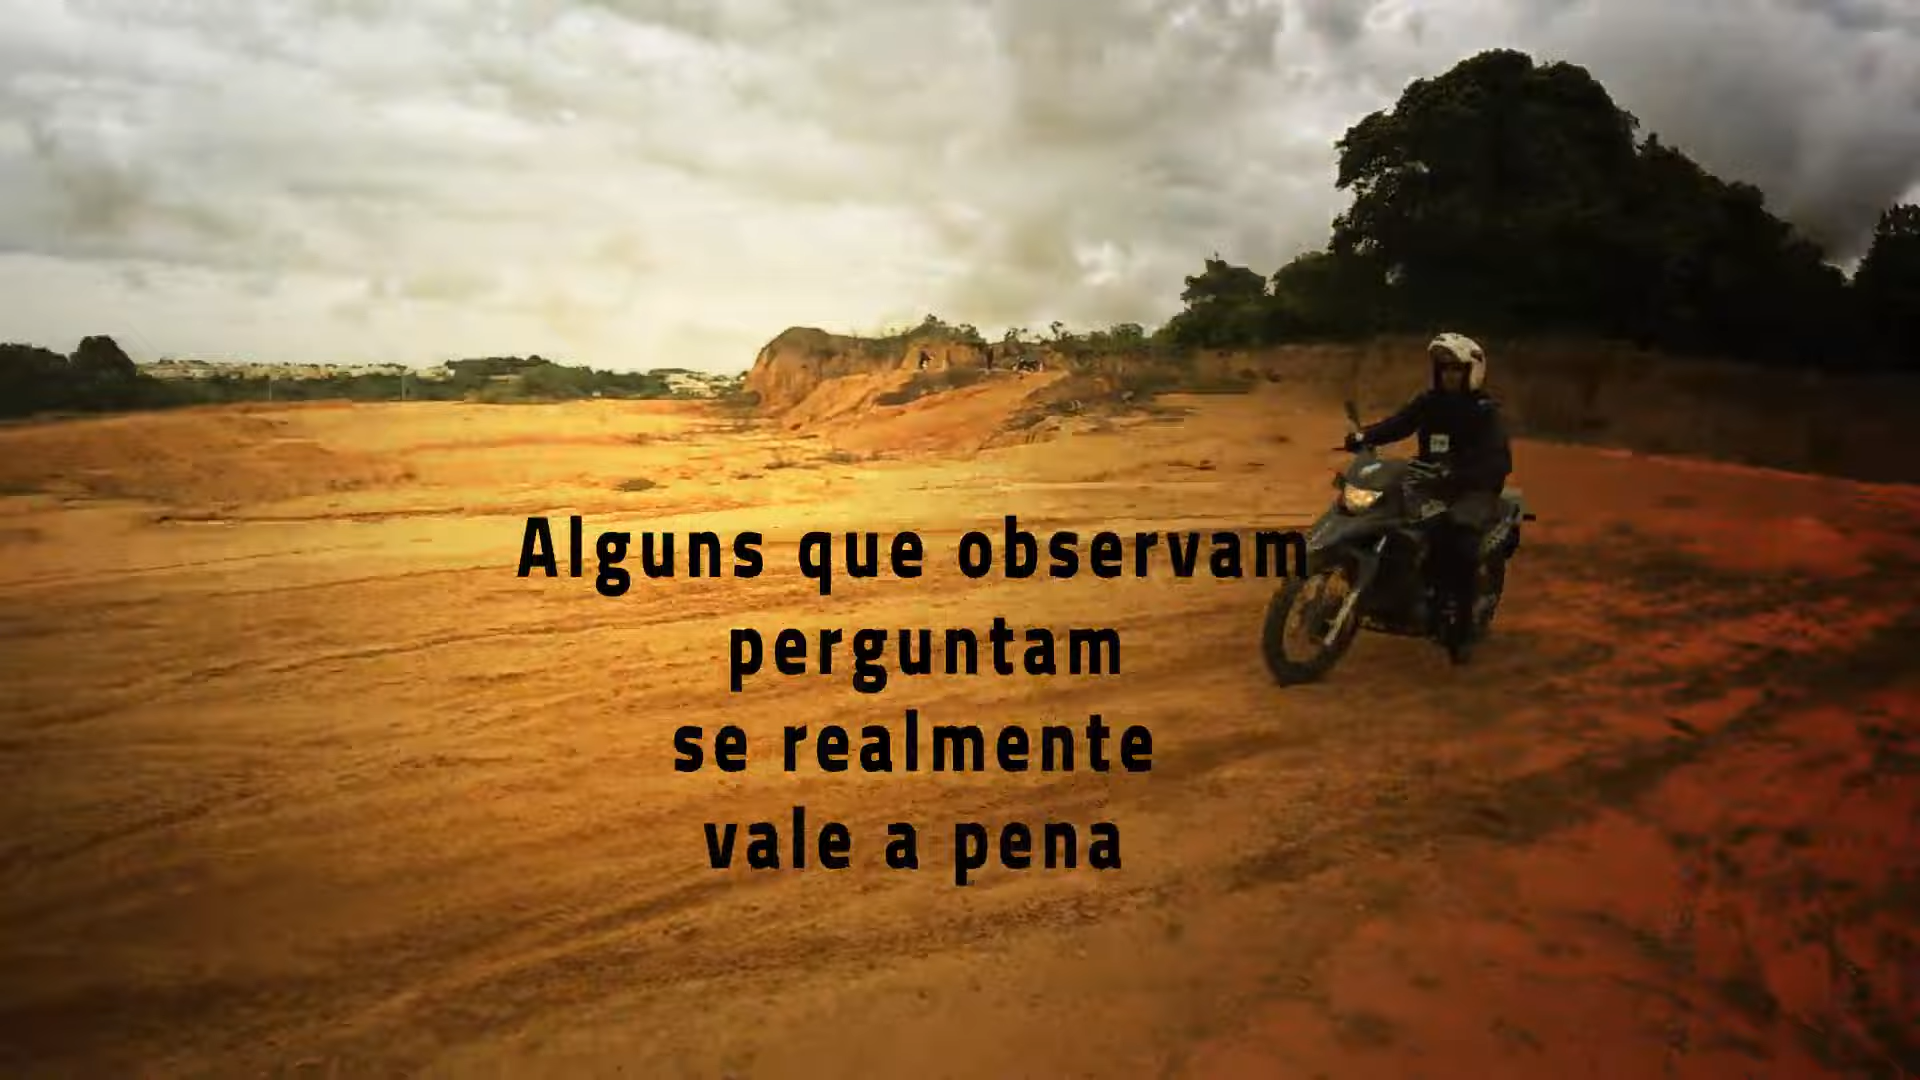 Alguns que observam
perguntam
se realmente
vale a pena